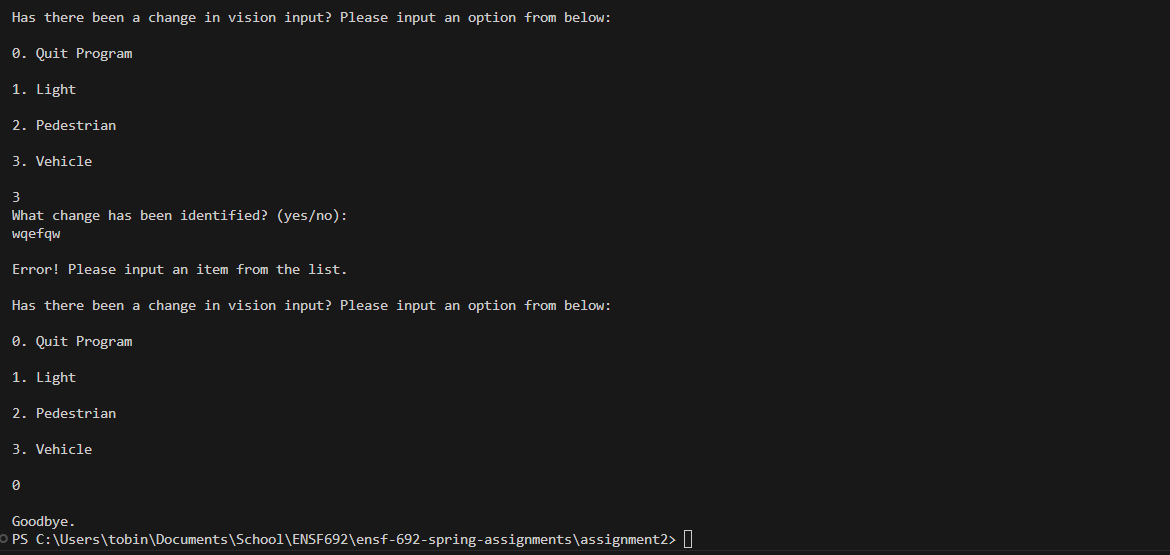 Has there been a change in vision input? Please input an option from below:
0. Quit Program
1. Light
2. Pedestrian
3. Vehicle
3
What change has been identified? (yes/no):
wqefqw
Error! Please input an item from the list.
Has there been a change in vision input? Please input an option from below:
0. Quit Program
1. Light
2. Pedestrian
3. Vehicle
0
Goodbye.
PS C:\Users\tobin\Documents\School\ENSF692\ensf-692-spring-assignments\assignment2>